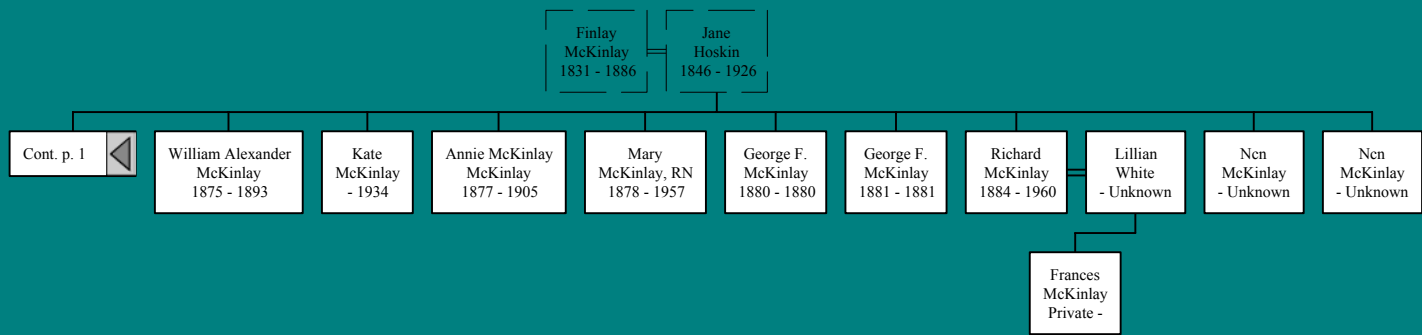 Finlay
McKinlay
1831 - 1886
Jane
Hoskin
1846 - 1926
Cont. p. 1
William Alexander
McKinlay
1875 - 1893
Kate
McKinlay
- 1934
Annie McKinlay
McKinlay
1877 - 1905
Mary
McKinlay, RN
1878 - 1957
George F.
McKinlay
1880 - 1880
George F.
McKinlay
1881 - 1881
Richard
McKinlay
1884 - 1960
Lillian
White
- Unknown
Ncn
McKinlay
- Unknown
Ncn
McKinlay
- Unknown
Frances
McKinlay
Private -